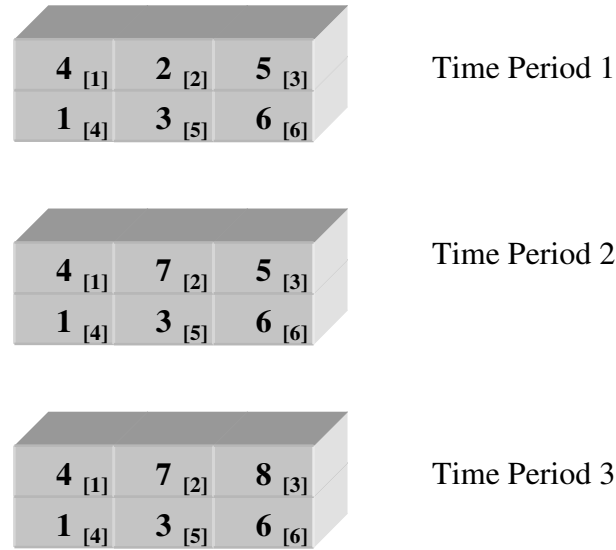 4 [1] 2 [2] 5 [3] Time Period 1
1 [4] 3 [5] 6 [6]
4 [1] 7 [2] 5 [3] Time Period 2
1 [4] 3 [5] 6 [6]
4 [1] 7 [2] 8 [3] Time Period 3
1 [4] 3 [5] 6 [6]